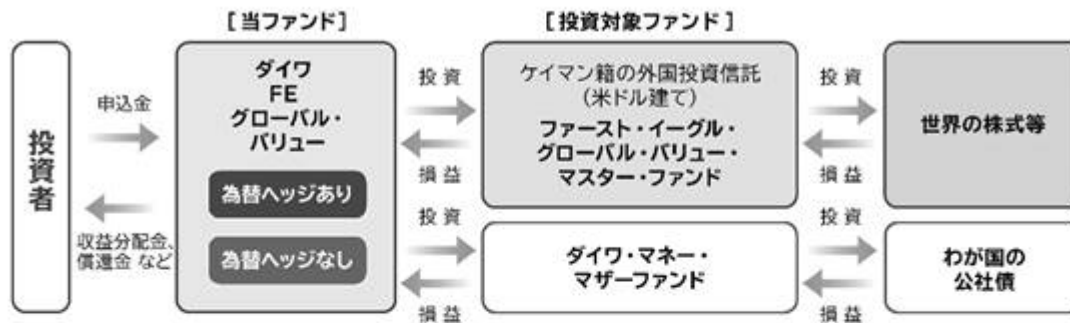 [当ファンド]
[投資対象ファンド]
投資者
申込金
収益分配金、
償還金 など
ダイワ
FE
グローバル・
バリュー
為替ヘッジあり
為替ヘッジなし
投 資
損 益
投 資
損 益
ケイマン籍の外国投資信託
(米ドル建て)
ファースト・イーグル・
グローバル・バリュー・
マスター・ファンド
ダイワ・マネー・
マザーファンド
投 資
損 益
投 資
損 益
世界の株式等
わが国の
公社債